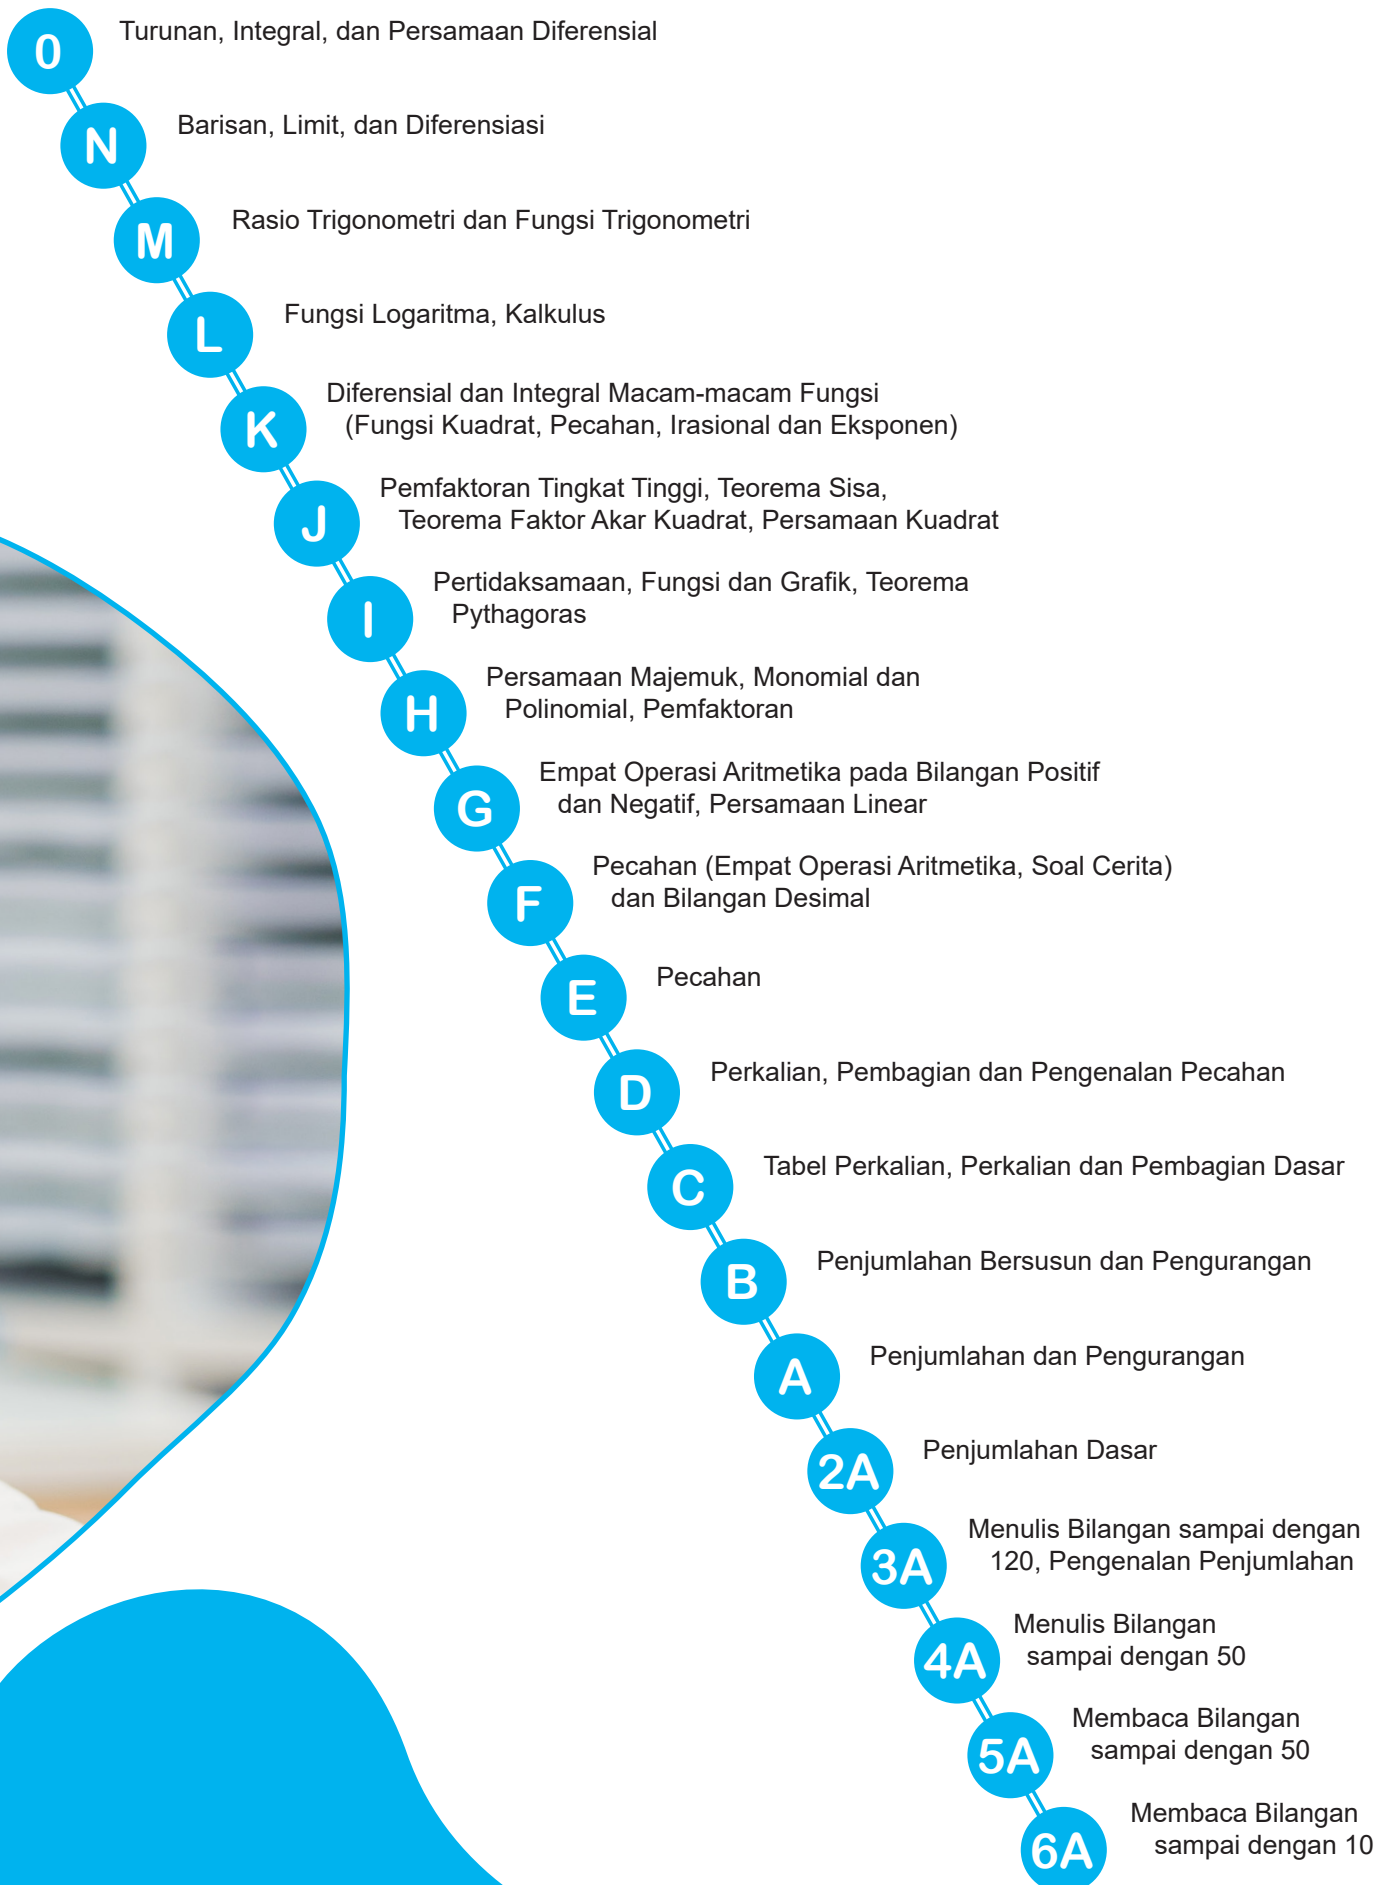 0
Turunan, Integral, dan Persamaan Diferensial
N
Barisan, Limit, dan Diferensiasi
M
Rasio Trigonometri dan Fungsi Trigonometri
L
Fungsi Logaritma, Kalkulus
K
Diferensial dan Integral Macam-macam Fungsi
(Fungsi Kuadrat, Pecahan, Irasional dan Eksponen)
J
Pemfaktoran Tingkat Tinggi, Teorema Sisa,
Teorema Faktor Akar Kuadrat, Persamaan Kuadrat
I
Pertidaksamaan, Fungsi dan Grafik, Teorema
Pythagoras
H
Persamaan Majemuk, Monomial dan
Polinomial, Pemfaktoran
G
Empat Operasi Aritmetika pada Bilangan Positif
dan Negatif, Persamaan Linear
F
Pecahan (Empat Operasi Aritmetika, Soal Cerita)
dan Bilangan Desimal
E
Pecahan
D
Perkalian, Pembagian dan Pengenalan Pecahan
C
Tabel Perkalian, Perkalian dan Pembagian Dasar
B
Penjumlahan Bersusun dan Pengurangan
A
Penjumlahan dan Pengurangan
2A
Penjumlahan Dasar
3A
Menulis Bilangan sampai dengan
120, Pengenalan Penjumlahan
4A
Menulis Bilangan
sampai dengan 50
5A
Membaca Bilangan
sampai dengan 50
6A
Membaca Bilangan
sampai dengan 10